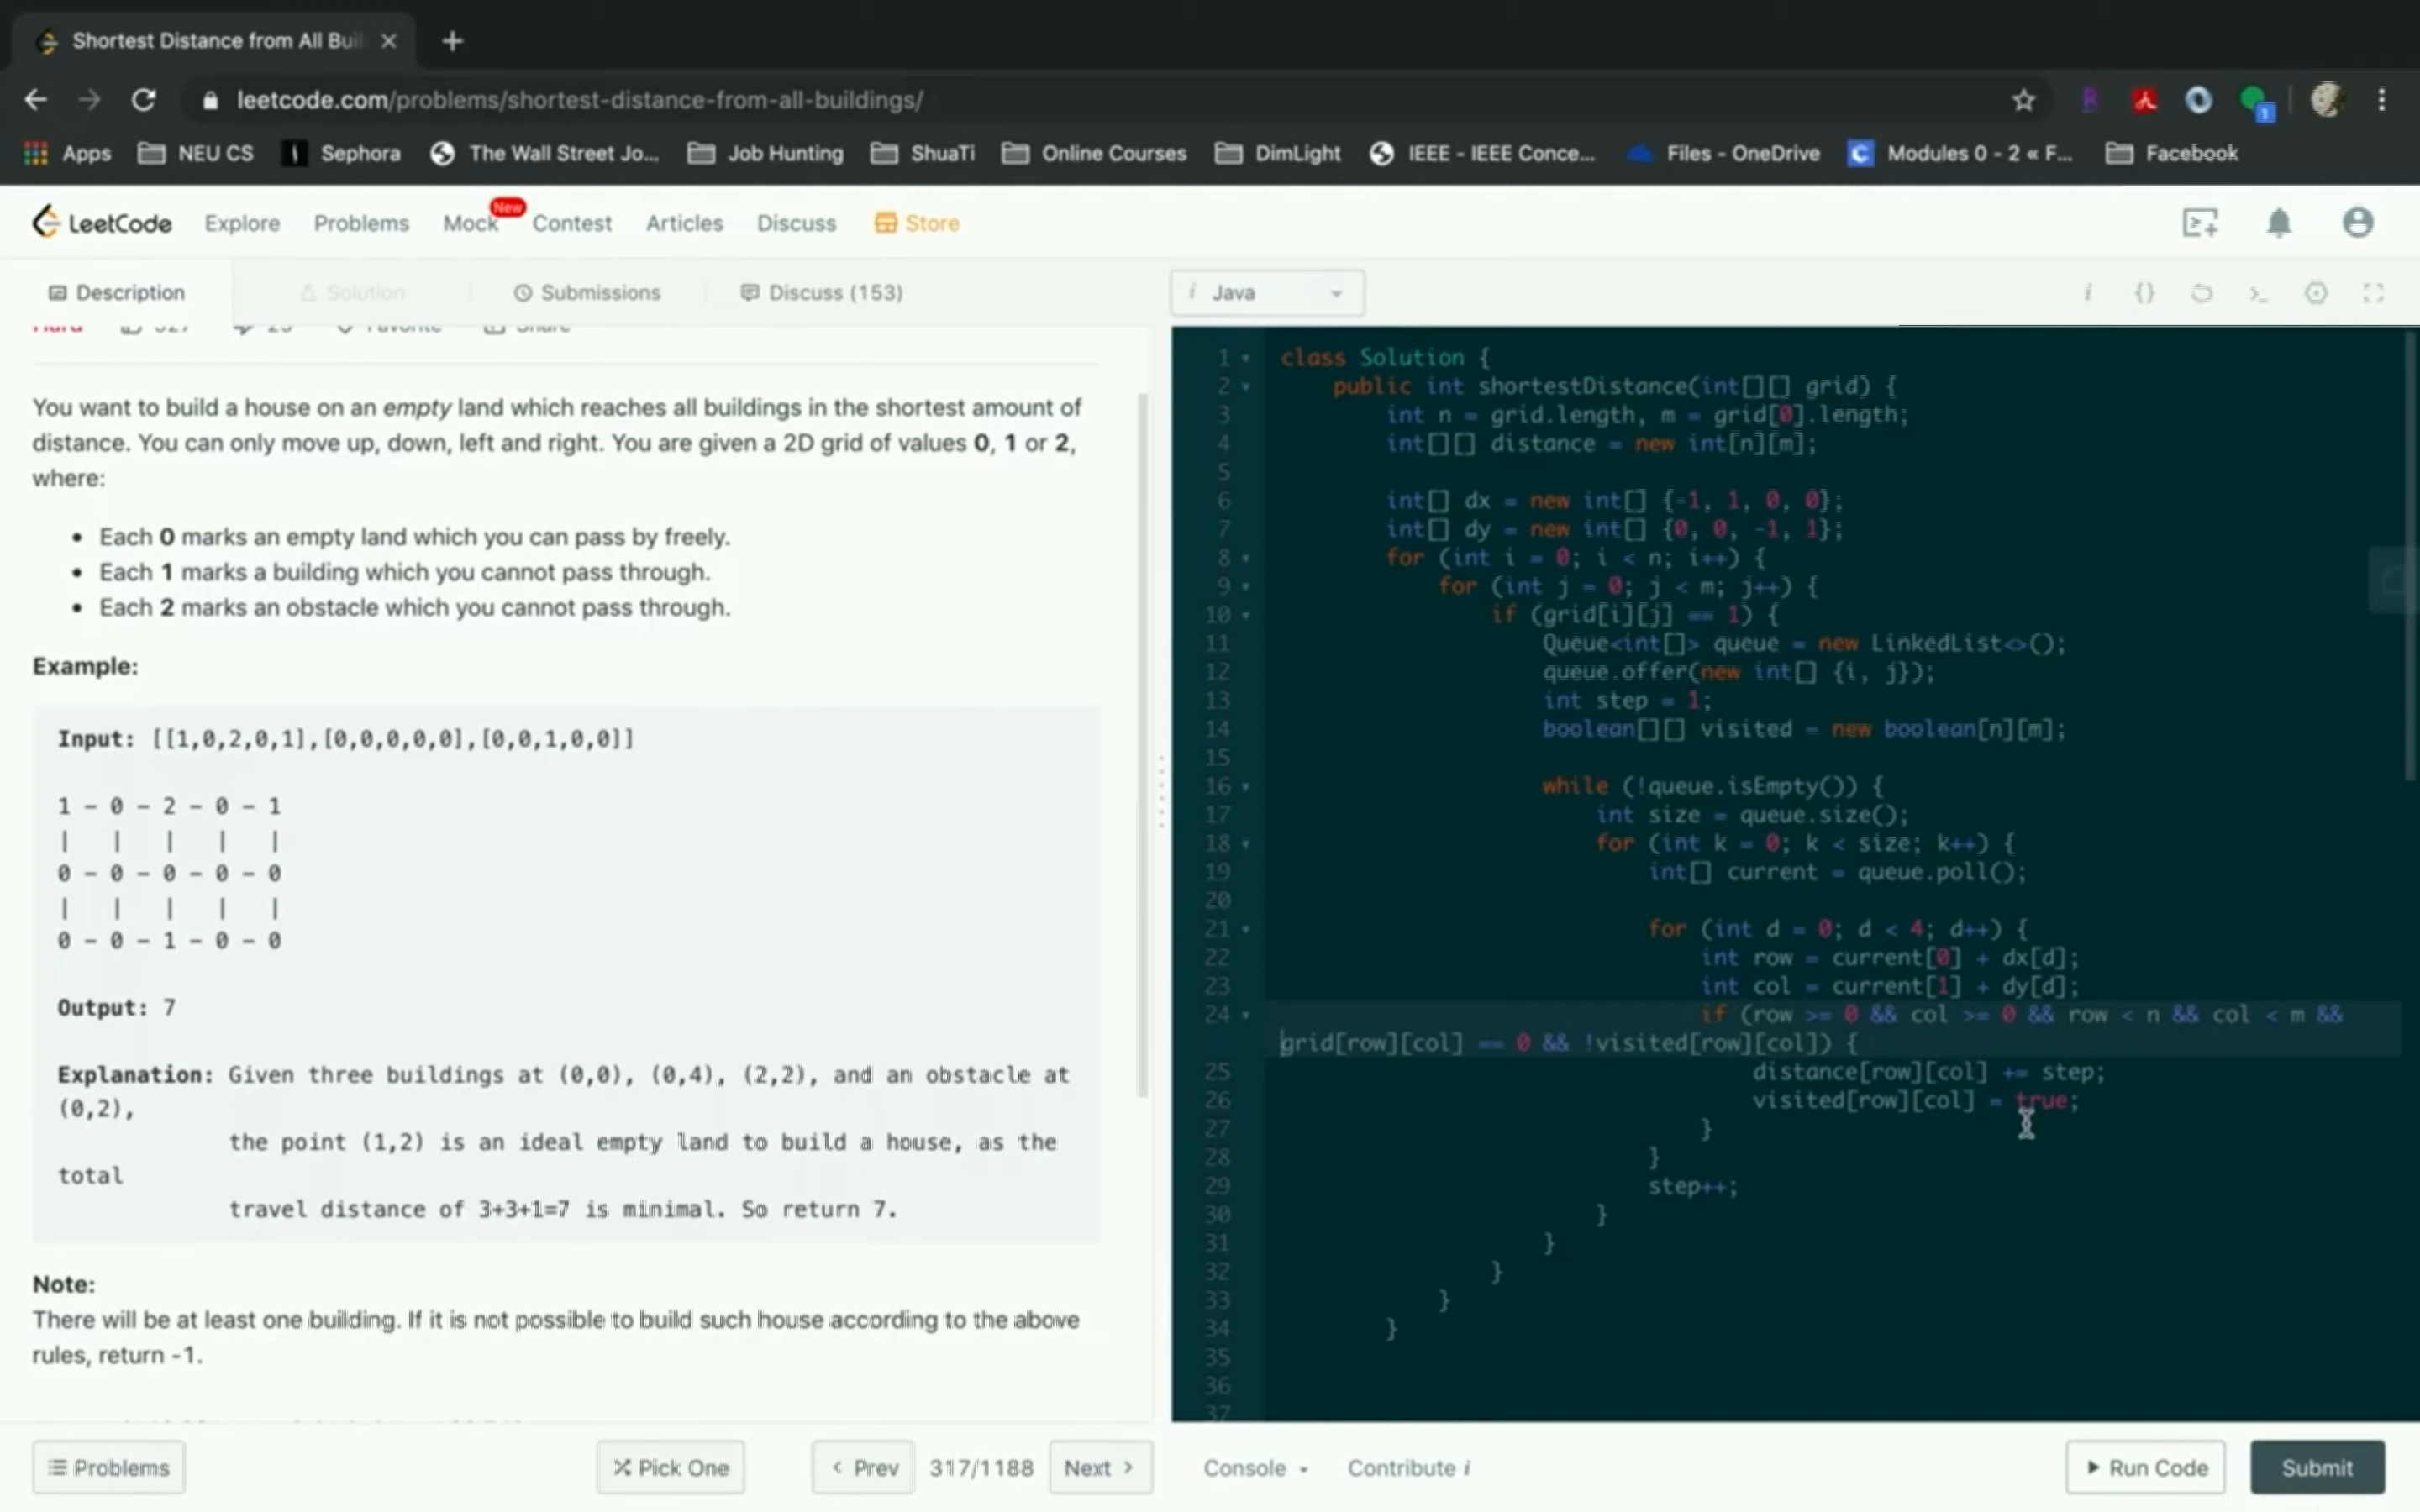 Shortest Distance from All Buil
leetcode.com/problems/shortest-distance-from-all-buildings/
Apps NEU CS Sephora The Wall Street Jo... Job Hunting ShuaTi Online Courses DimLight IEEE - IEEE Conce... Files - OneDrive Modules 0 - 2 « F... Facebook
LeetCode Explore Problems Mock New Contest Articles Discuss Store
Description Solution Submissions Discuss (153)
i Java
Hard 527 25 Favorite Share
You want to build a house on an empty land which reaches all buildings in the shortest amount of
distance. You can only move up, down, left and right. You are given a 2D grid of values 0, 1 or 2,
where:
• Each 0 marks an empty land which you can pass by freely.
• Each 1 marks a building which you cannot pass through.
• Each 2 marks an obstacle which you cannot pass through.
Example:
Input: [[1,0,2,0,1],[0,0,0,0,0],[0,0,1,0,0]]
1 - 0 - 2 - 0 - 1
| | | | |
0 - 0 - 0 - 0 - 0
| | | | |
0 - 0 - 1 - 0 - 0
Output: 7
Explanation: Given three buildings at (0,0), (0,4), (2,2), and an obstacle at
(0,2),
the point (1,2) is an ideal empty land to build a house, as the
total
travel distance of 3+3+1=7 is minimal. So return 7.
Note:
There will be at least one building. If it is not possible to build such house according to the above
rules, return -1.
1 class Solution {
2 public int shortestDistance(int[][] grid) {
3 int n = grid.length, m = grid[0].length;
4 int[][] distance = new int[n][m];
5
6 int[] dx = new int[] {-1, 1, 0, 0};
7 int[] dy = new int[] {0, 0, -1, 1};
8 for (int i = 0; i < n; i++) {
9 for (int j = 0; j < m; j++) {
10 if (grid[i][j] == 1) {
11 Queue<int[]> queue = new LinkedList<>();
12 queue.offer(new int[] {i, j});
13 int step = 1;
14 boolean[][] visited = new boolean[n][m];
15
16 while (!queue.isEmpty()) {
17 int size = queue.size();
18 for (int k = 0; k < size; k++) {
19 int[] current = queue.poll();
20
21 for (int d = 0; d < 4; d++) {
22 int row = current[0] + dx[d];
23 int col = current[1] + dy[d];
24 if (row >= 0 && col >= 0 && row < n && col < m &&
grid[row][col] == 0 && !visited[row][col]) {
25 distance[row][col] += step;
26 visited[row][col] = true;
27 }
28 }
29 step++;
30 }
31 }
32 }
33 }
34 }
35
36
37
Problems Pick One < Prev 317/1188 Next > Console Contribute i Run Code Submit